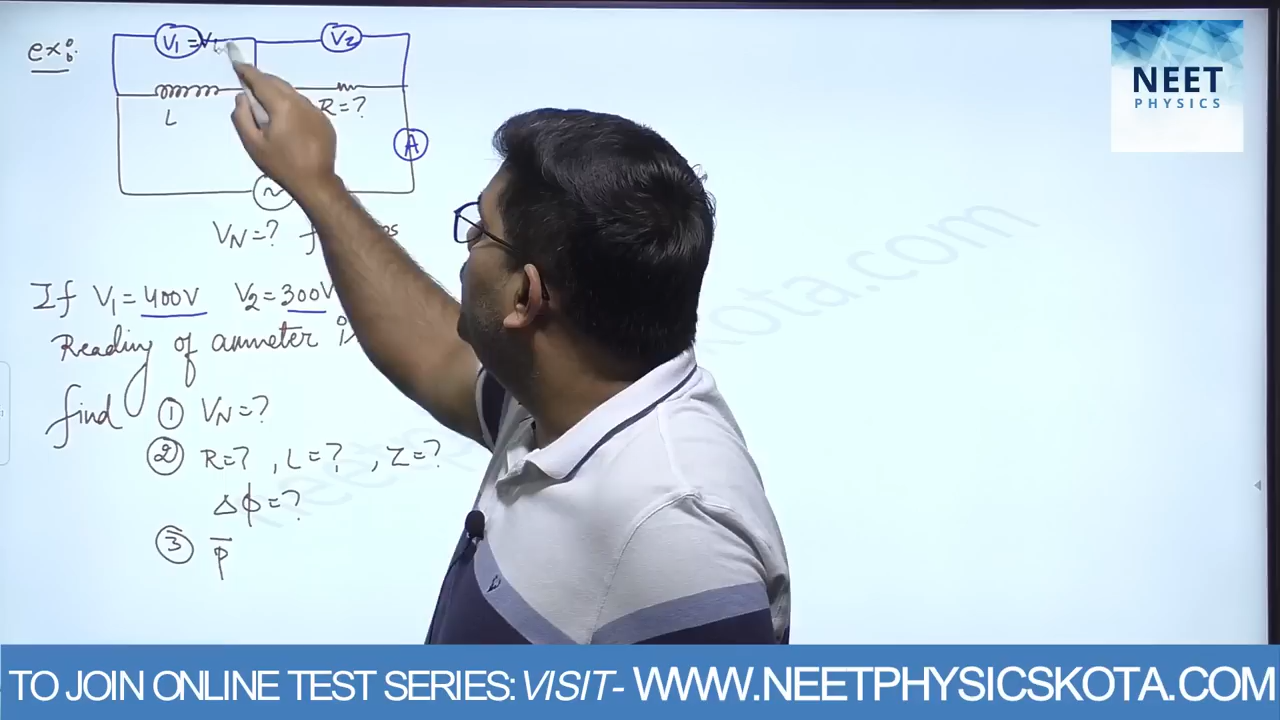 ex:
V1 = VL
V2
L
R=?
A
~
VN=? f
If V1 = 400V V2 = 300V
Reading of ammeter
find ① VN=?
② R=? , L=? , Z=?
Δϕ=?
③ P̅
NEET
PHYSICS
TO JOIN ONLINE TEST SERIES: VISIT- WWW.NEETPHYSICSKOTA.COM